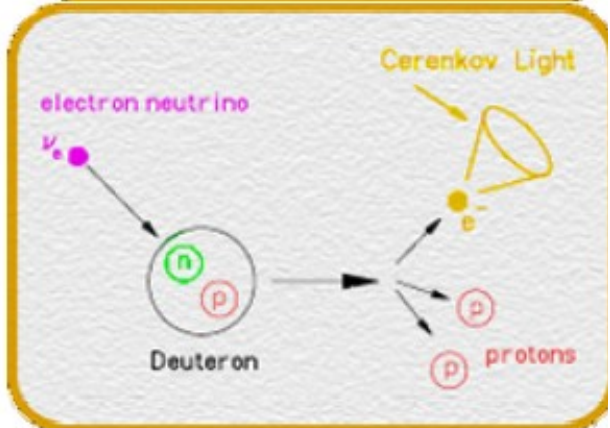 Cerenkov Light
electron neutrino
νe
n
p
e-
Deuteron
p
p
protons